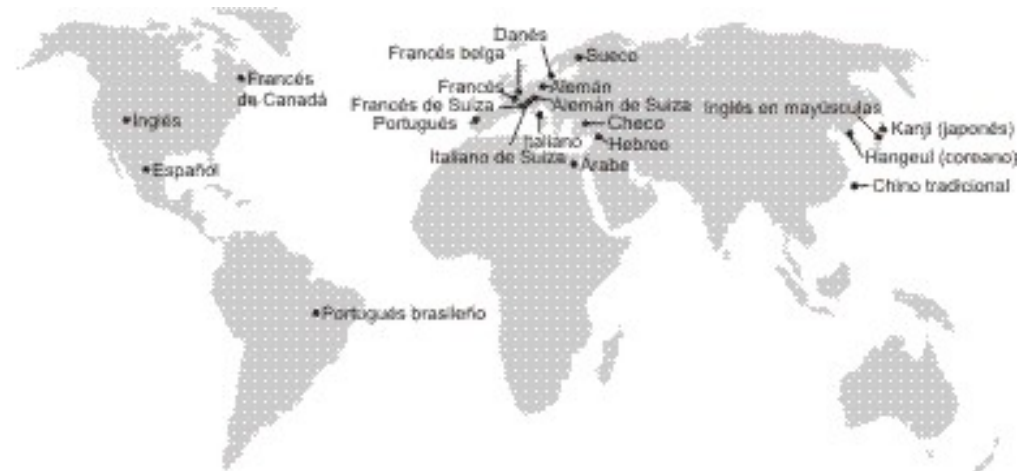 Danés
Francés belga
Sueco
Francés
de Canadá
Francés
Alemán
Francés de Suiza
Alemán de Suiza
Inglés en mayúsculas
Inglés
Portugués
Checo
Kanji (japonés)
Italiano
Hebreo
Italiano de Suiza
Hangeul (coreano)
Español
Árabe
Chino tradicional
Portugués brasileño